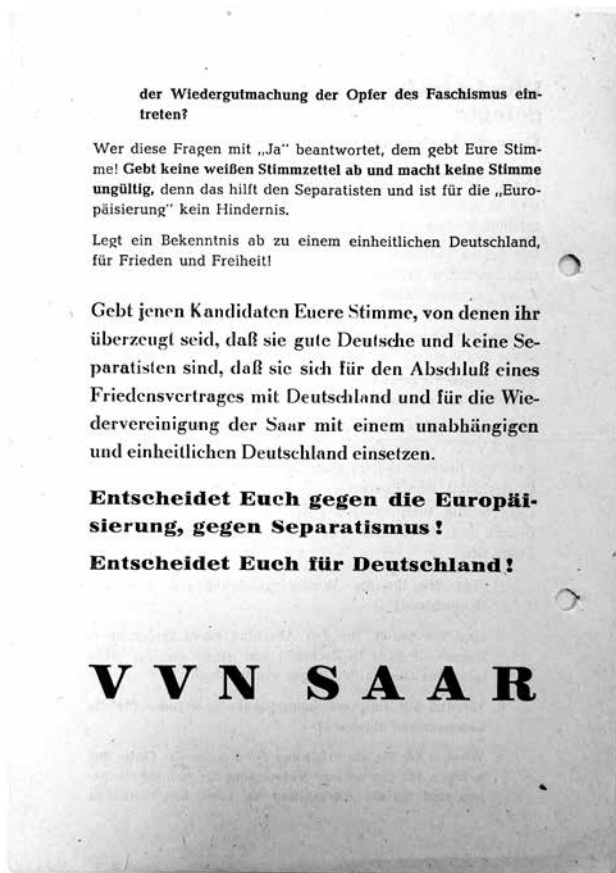 der Wiedergutmachung der Opfer des Faschismus ein-
treten?
Wer diese Fragen mit „Ja" beantwortet, dem gebt Eure Stim-
me! Gebt keine weißen Stimmzettel ab und macht keine Stimme
ungültig, denn das hilft den Separatisten und ist für die „Euro-
päisierung" kein Hindernis.
Legt ein Bekenntnis ab zu einem einheitlichen Deutschland,
für Frieden und Freiheit!
Gebt jenen Kandidaten Euere Stimme, von denen ihr
überzeugt seid, daß sie gute Deutsche und keine Se-
paratisten sind, daß sie sich für den Abschluß eines
Friedensvertrages mit Deutschland und für die Wie-
dervereinigung der Saar mit einem unabhängigen
und einheitlichen Deutschland einsetzen.
Entscheidet Euch gegen die Europäi-
sierung, gegen Separatismus!
Entscheidet Euch für Deutschland!
VVN SAAR